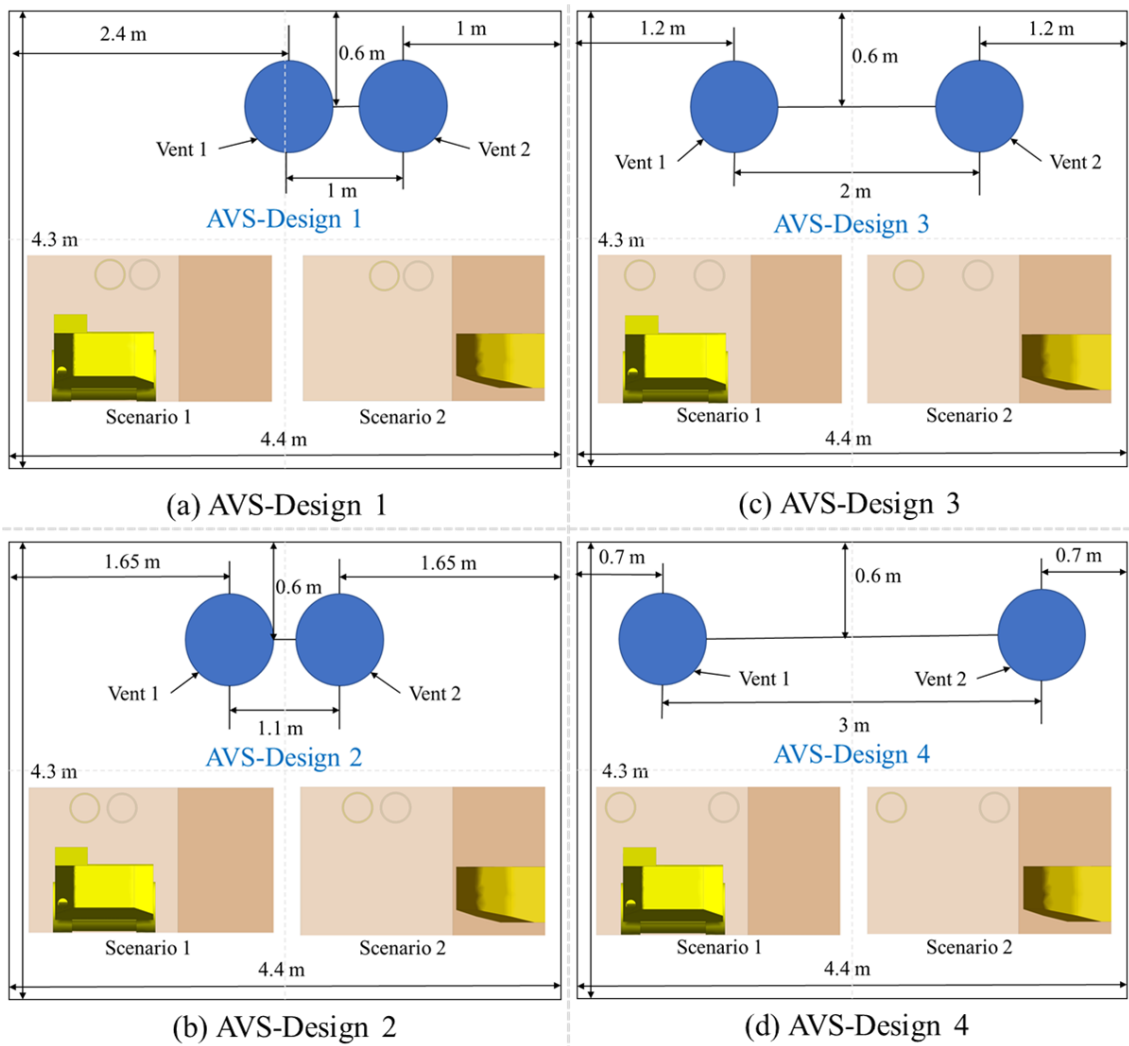 2.4 m
1 m
0.6 m
Vent 1
Vent 2
1 m
AVS-Design 1
4.3 m
Scenario 1
Scenario 2
4.4 m
(a) AVS-Design 1
1.2 m
1.2 m
0.6 m
Vent 1
Vent 2
2 m
AVS-Design 3
4.3 m
Scenario 1
Scenario 2
4.4 m
(c) AVS-Design 3
1.65 m
1.65 m
0.6 m
Vent 1
Vent 2
1.1 m
AVS-Design 2
4.3 m
Scenario 1
Scenario 2
4.4 m
(b) AVS-Design 2
0.7 m
0.7 m
0.6 m
Vent 1
Vent 2
3 m
AVS-Design 4
4.3 m
Scenario 1
Scenario 2
4.4 m
(d) AVS-Design 4